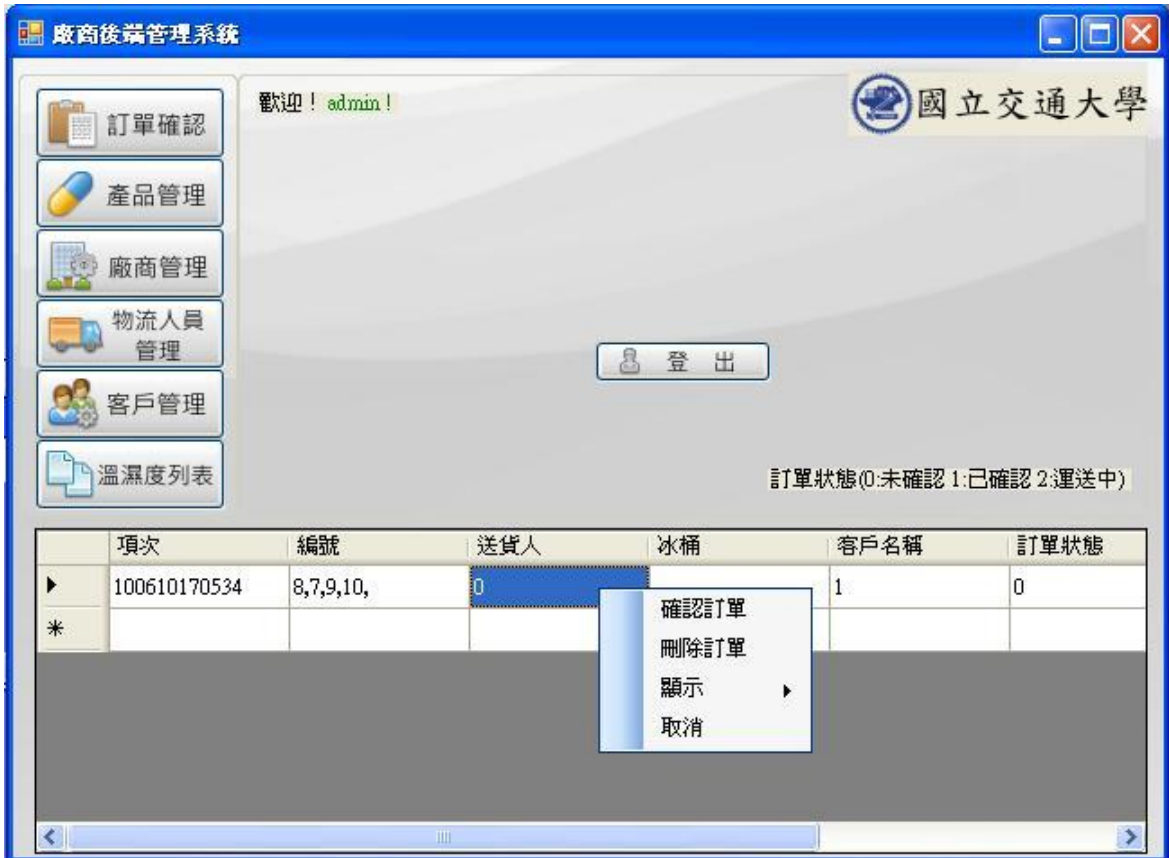 廠商後端管理系統
訂單確認
歡迎！admin！
國立交通大學
產品管理
廠商管理
物流人員
管理
登 出
客戶管理
溫濕度列表
訂單狀態(0:未確認 1:已確認 2:運送中)
項次 編號 送貨人 冰桶 客戶名稱 訂單狀態
100610170534 8,7,9,10, 0 1 0
確認訂單
刪除訂單
顯示
取消